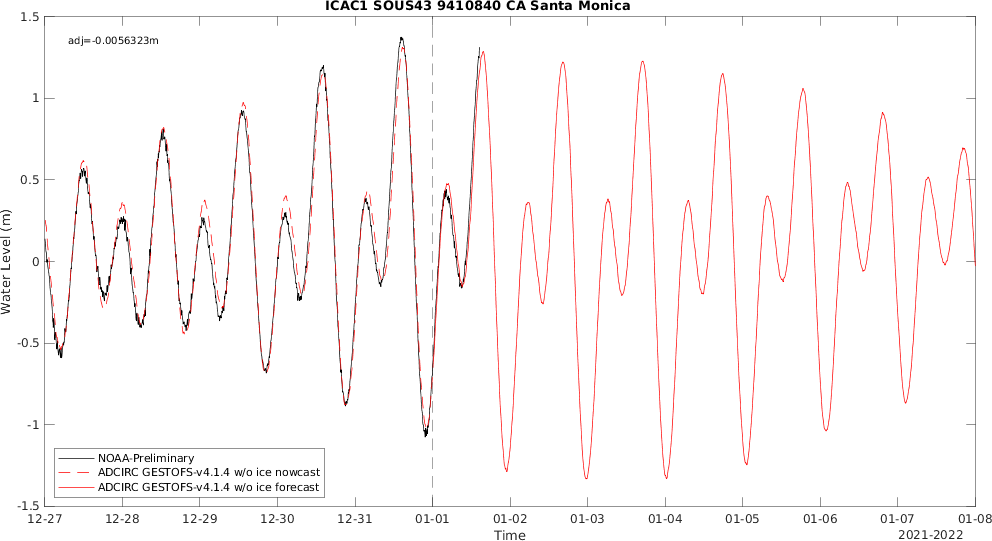 ICAC1 SOUS43 9410840 CA Santa Monica
adj=-0.0056323m
Water Level (m)
1.5
1
0.5
0
-0.5
-1
-1.5
NOAA-Preliminary
ADCIRC GESTOFS-v4.1.4 w/o ice nowcast
ADCIRC GESTOFS-v4.1.4 w/o ice forecast
12-27 12-28 12-29 12-30 12-31 01-01 01-02 01-03 01-04 01-05 01-06 01-07 01-08
Time
2021-2022